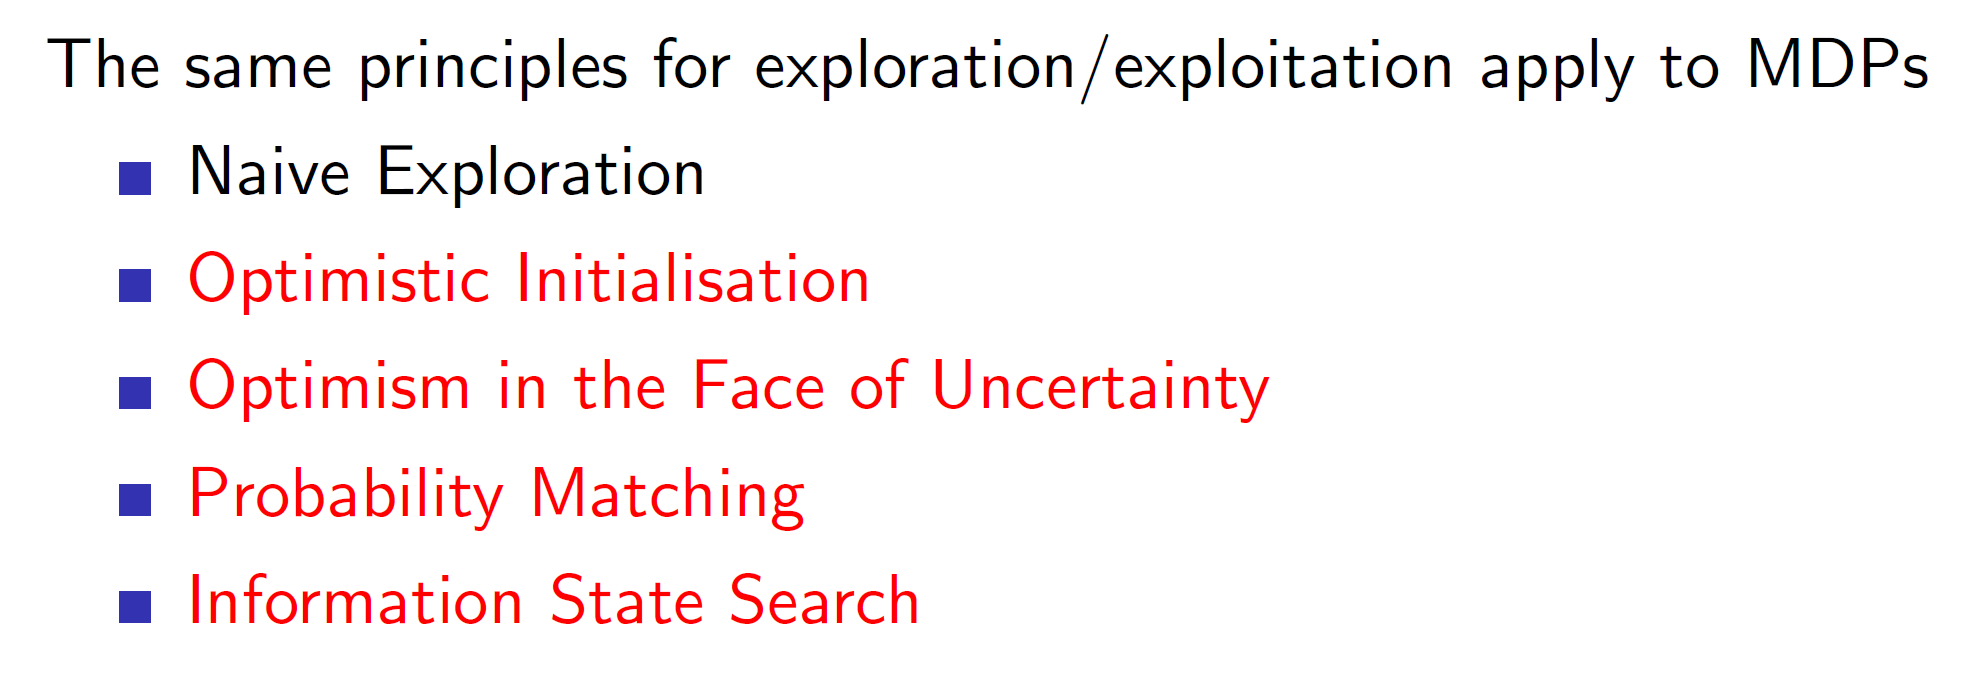 The same principles for exploration/exploitation apply to MDPs
Naive Exploration
Optimistic Initialisation
Optimism in the Face of Uncertainty
Probability Matching
Information State Search